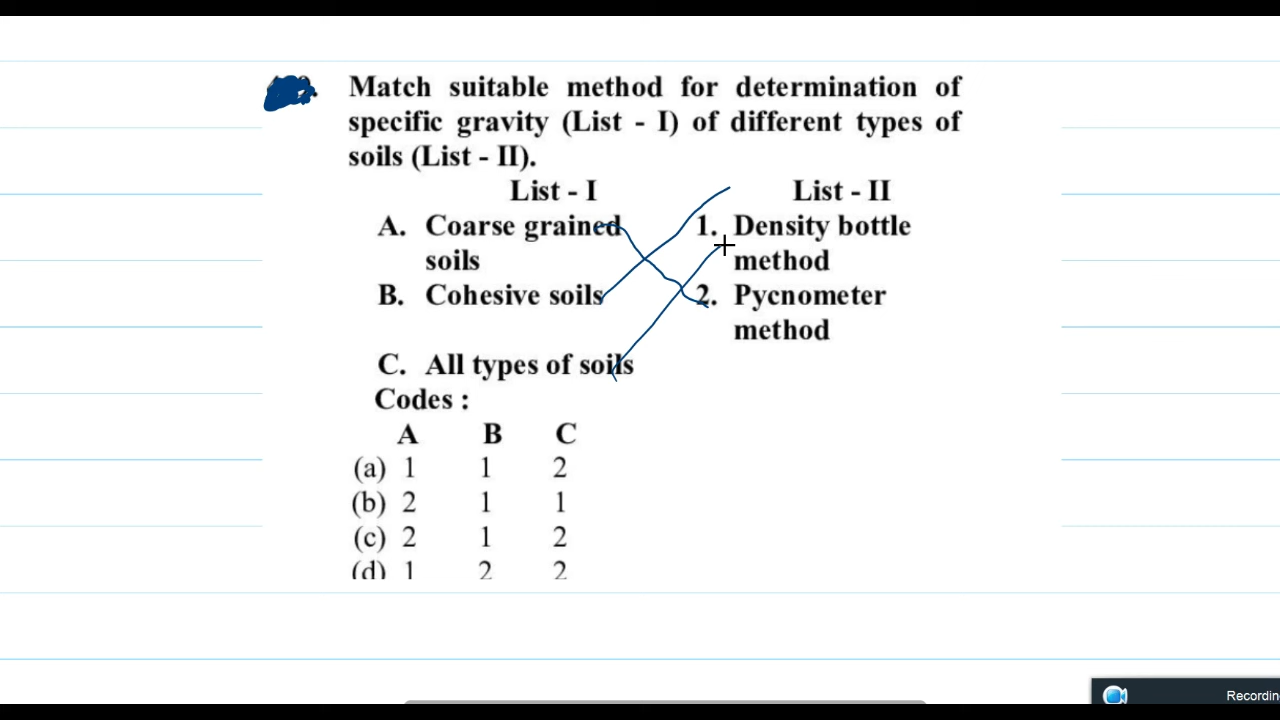 Match suitable method for determination of
specific gravity (List - I) of different types of
soils (List - II).
List - I List - II
A. Coarse grained 1. Density bottle
soils method
B. Cohesive soils 2. Pycnometer
method
C. All types of soils
Codes :
A B C
(a) 1 1 2
(b) 2 1 1
(c) 2 1 2
(d) 1 2 2